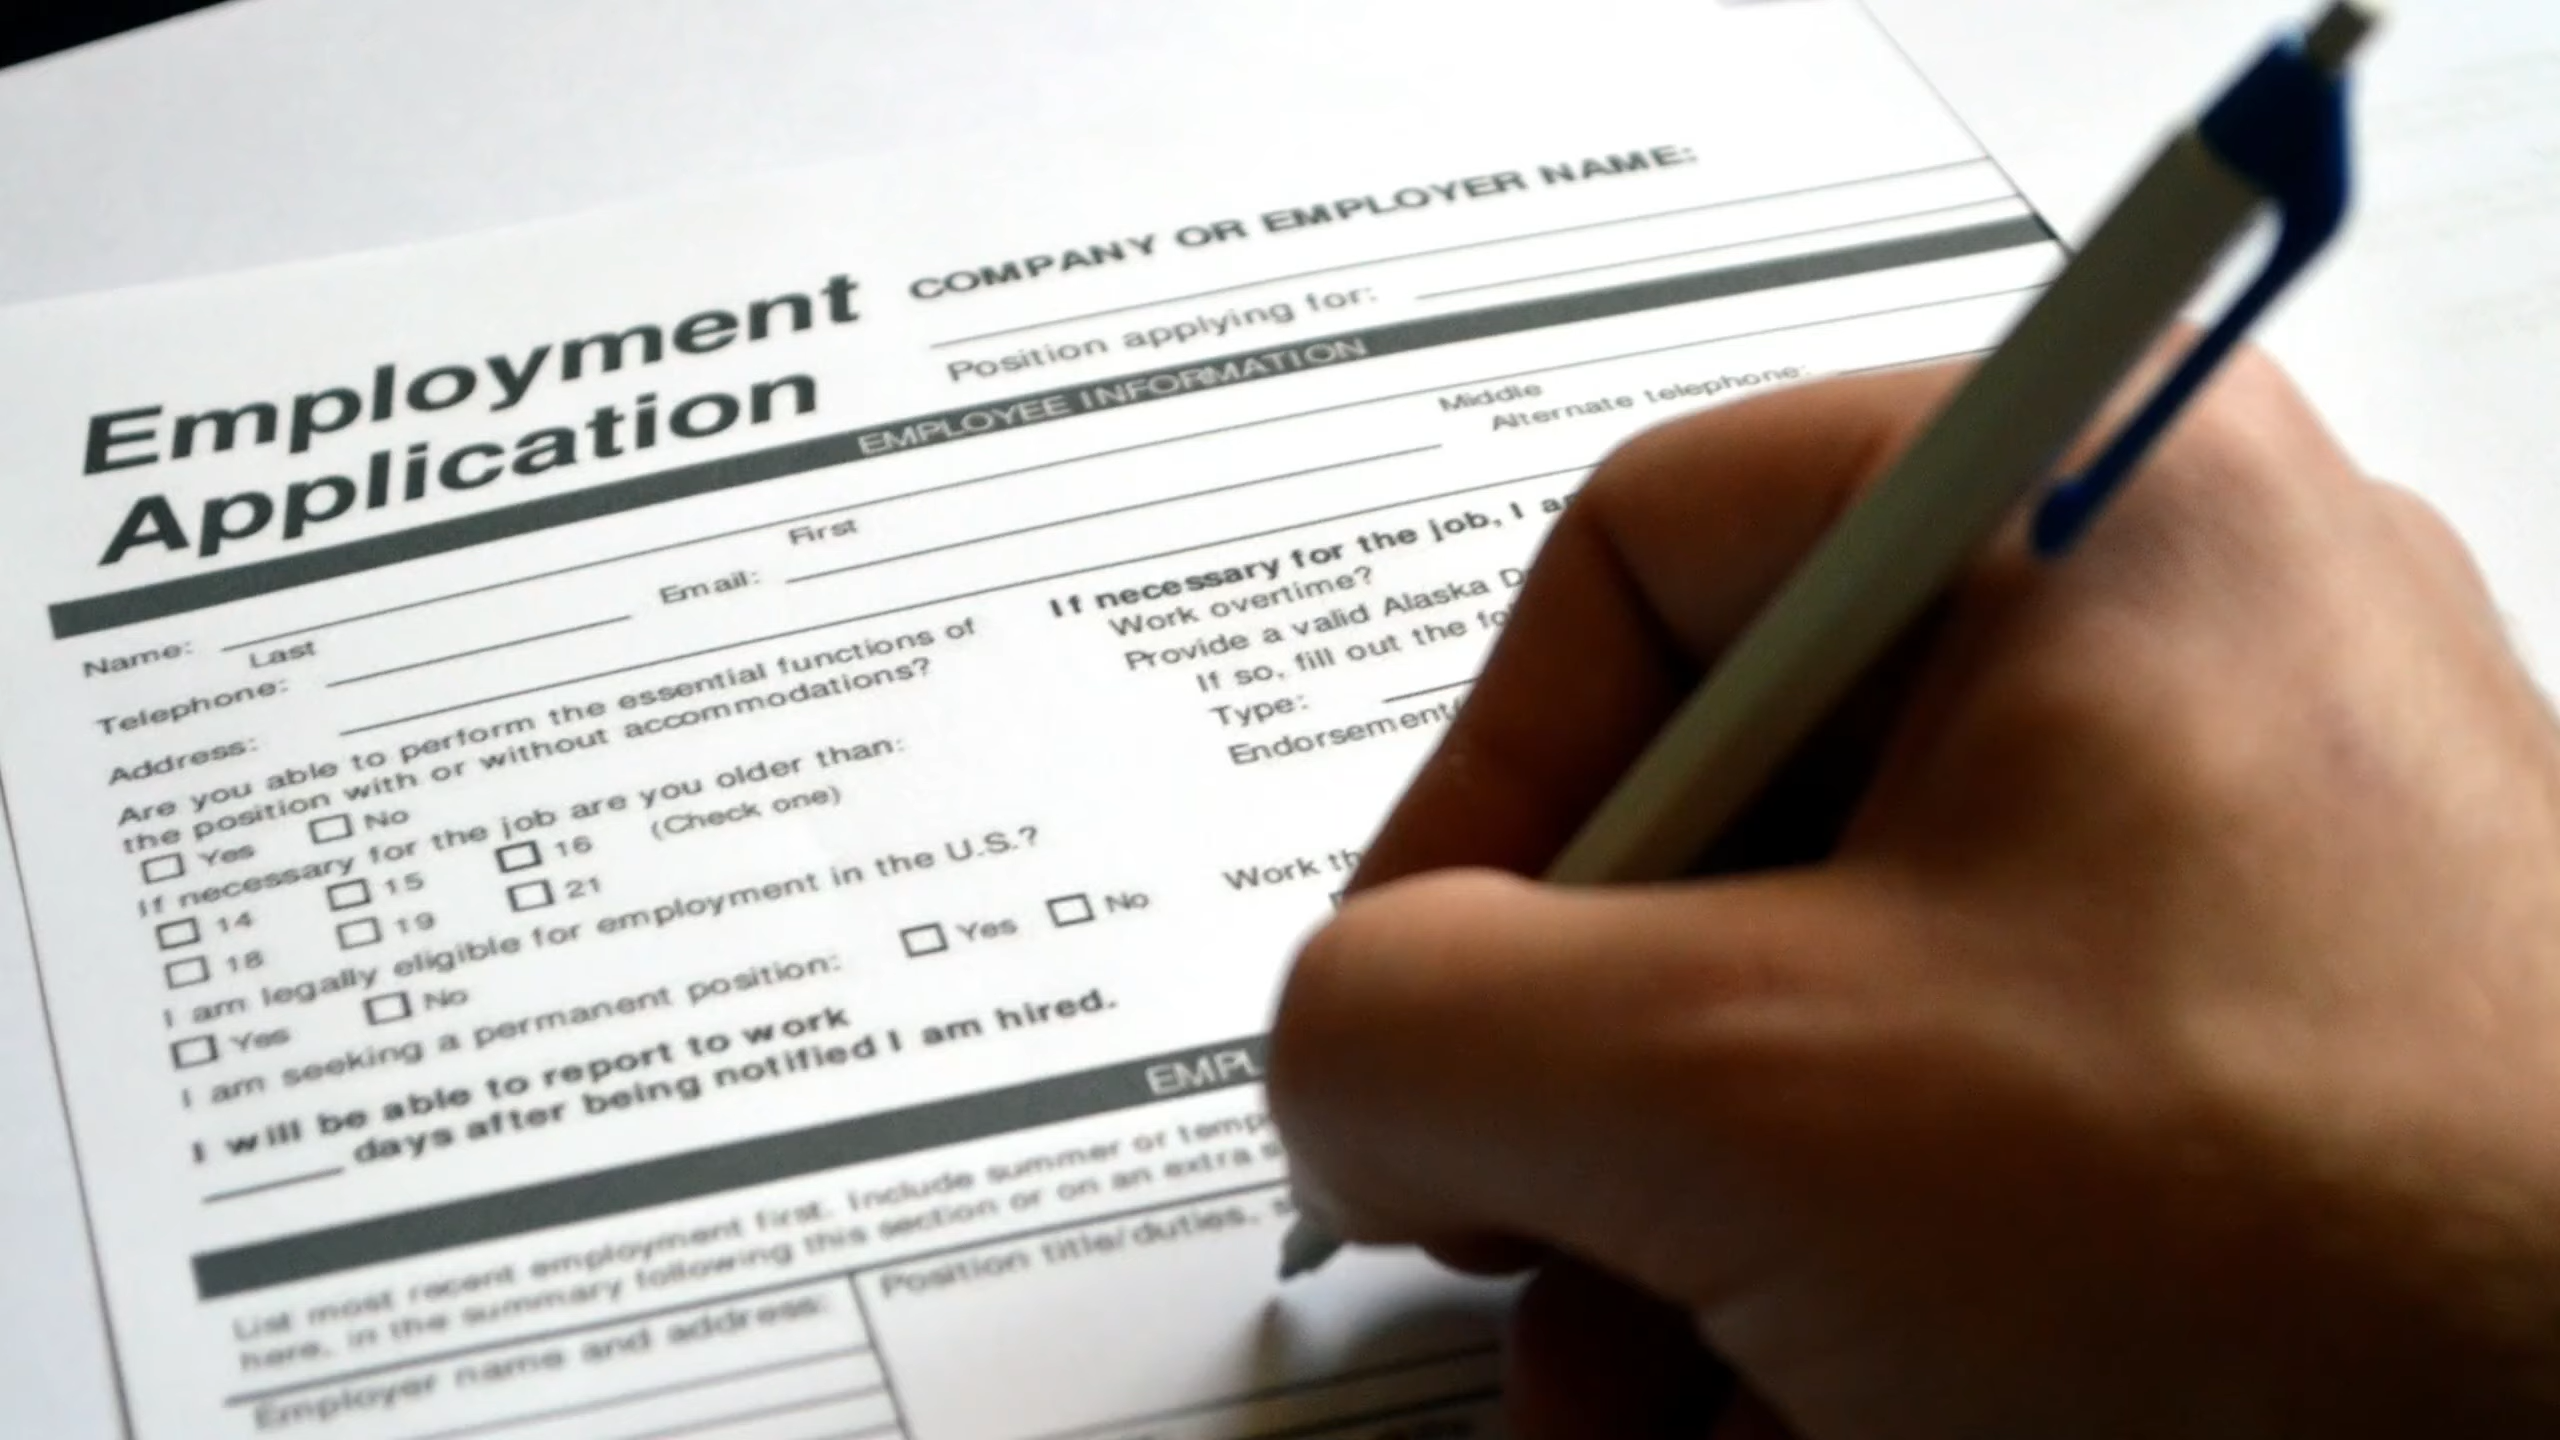 Employment
Application
COMPANY OR EMPLOYER NAME:
Position applying for:
EMPLOYEE INFORMATION
Name:
Last
First
Middle
Telephone:
Email:
Alternate telephone:
Address:
Are you able to perform the essential functions of
the position with or without accommodations?
Yes No
If necessary for the job are you older than:
14 15 16 (Check one)
18 19 21
I am legally eligible for employment in the U.S.?
Yes No
I am seeking a permanent position: Yes No
I will be able to report to work
days after being notified I am hired.
If necessary for the job, I
Work overtime?
Provide a valid Alaska
If so, fill out the
Type:
Endorsement
Work
List most recent employment first. Include summer or
here, in the summary following this section or on an extra
Employer name and address:
Position title/duties,